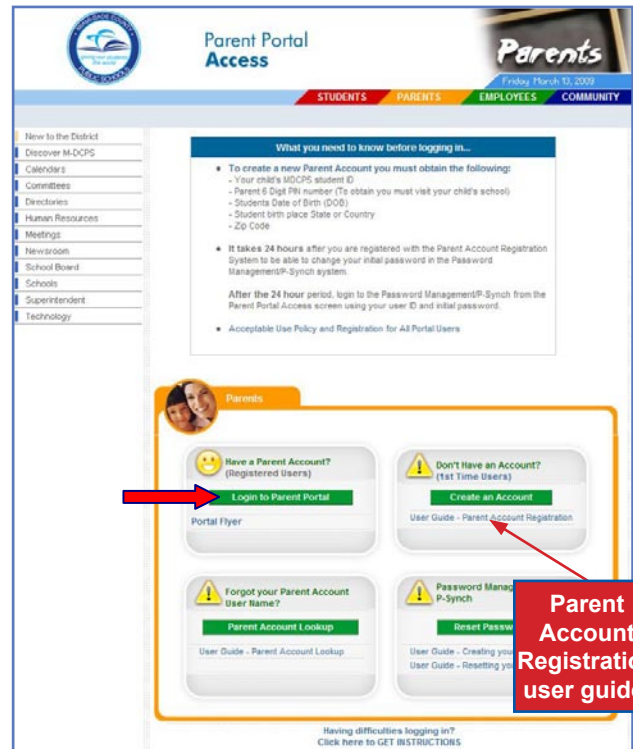 Parent Portal
Access
Parents
Friday March 13, 2009
STUDENTS PARENTS EMPLOYEES COMMUNITY
New to the District
Discover M-DCPS
Calendars
Committees
Directories
Human Resources
Meetings
Newsroom
School Board
Schools
Superintendent
Technology
What you need to know before logging in...
• To create a new Parent Account you must obtain the following:
- Your child's MDCPS student ID
- Parent 6 Digit PIN number (To obtain you must visit your child's school)
- Students Date of Birth (DOB)
- Student birth place State or Country
- Zip Code
• It takes 24 hours after you are registered with the Parent Account Registration
System to be able to change your initial password in the Password
Management/P-Synch system.
After the 24 hour period, login to the Password Management/P-Synch from the
Parent Portal Access screen using your user ID and initial password.
• Acceptable Use Policy and Registration for All Portal Users
Parents
Have a Parent Account?
(Registered Users)
Login to Parent Portal
Portal Flyer
Don't Have an Account?
(1st Time Users)
Create an Account
User Guide - Parent Account Registration
Forgot your Parent Account
User Name?
Parent Account Lookup
User Guide - Parent Account Lookup
Password Manag
P-Synch
Reset Passw
User Guide - Creating you
User Guide - Resetting yo
Parent
Account
Registratio
user guide
Having difficulties logging in?
Click here to GET INSTRUCTIONS